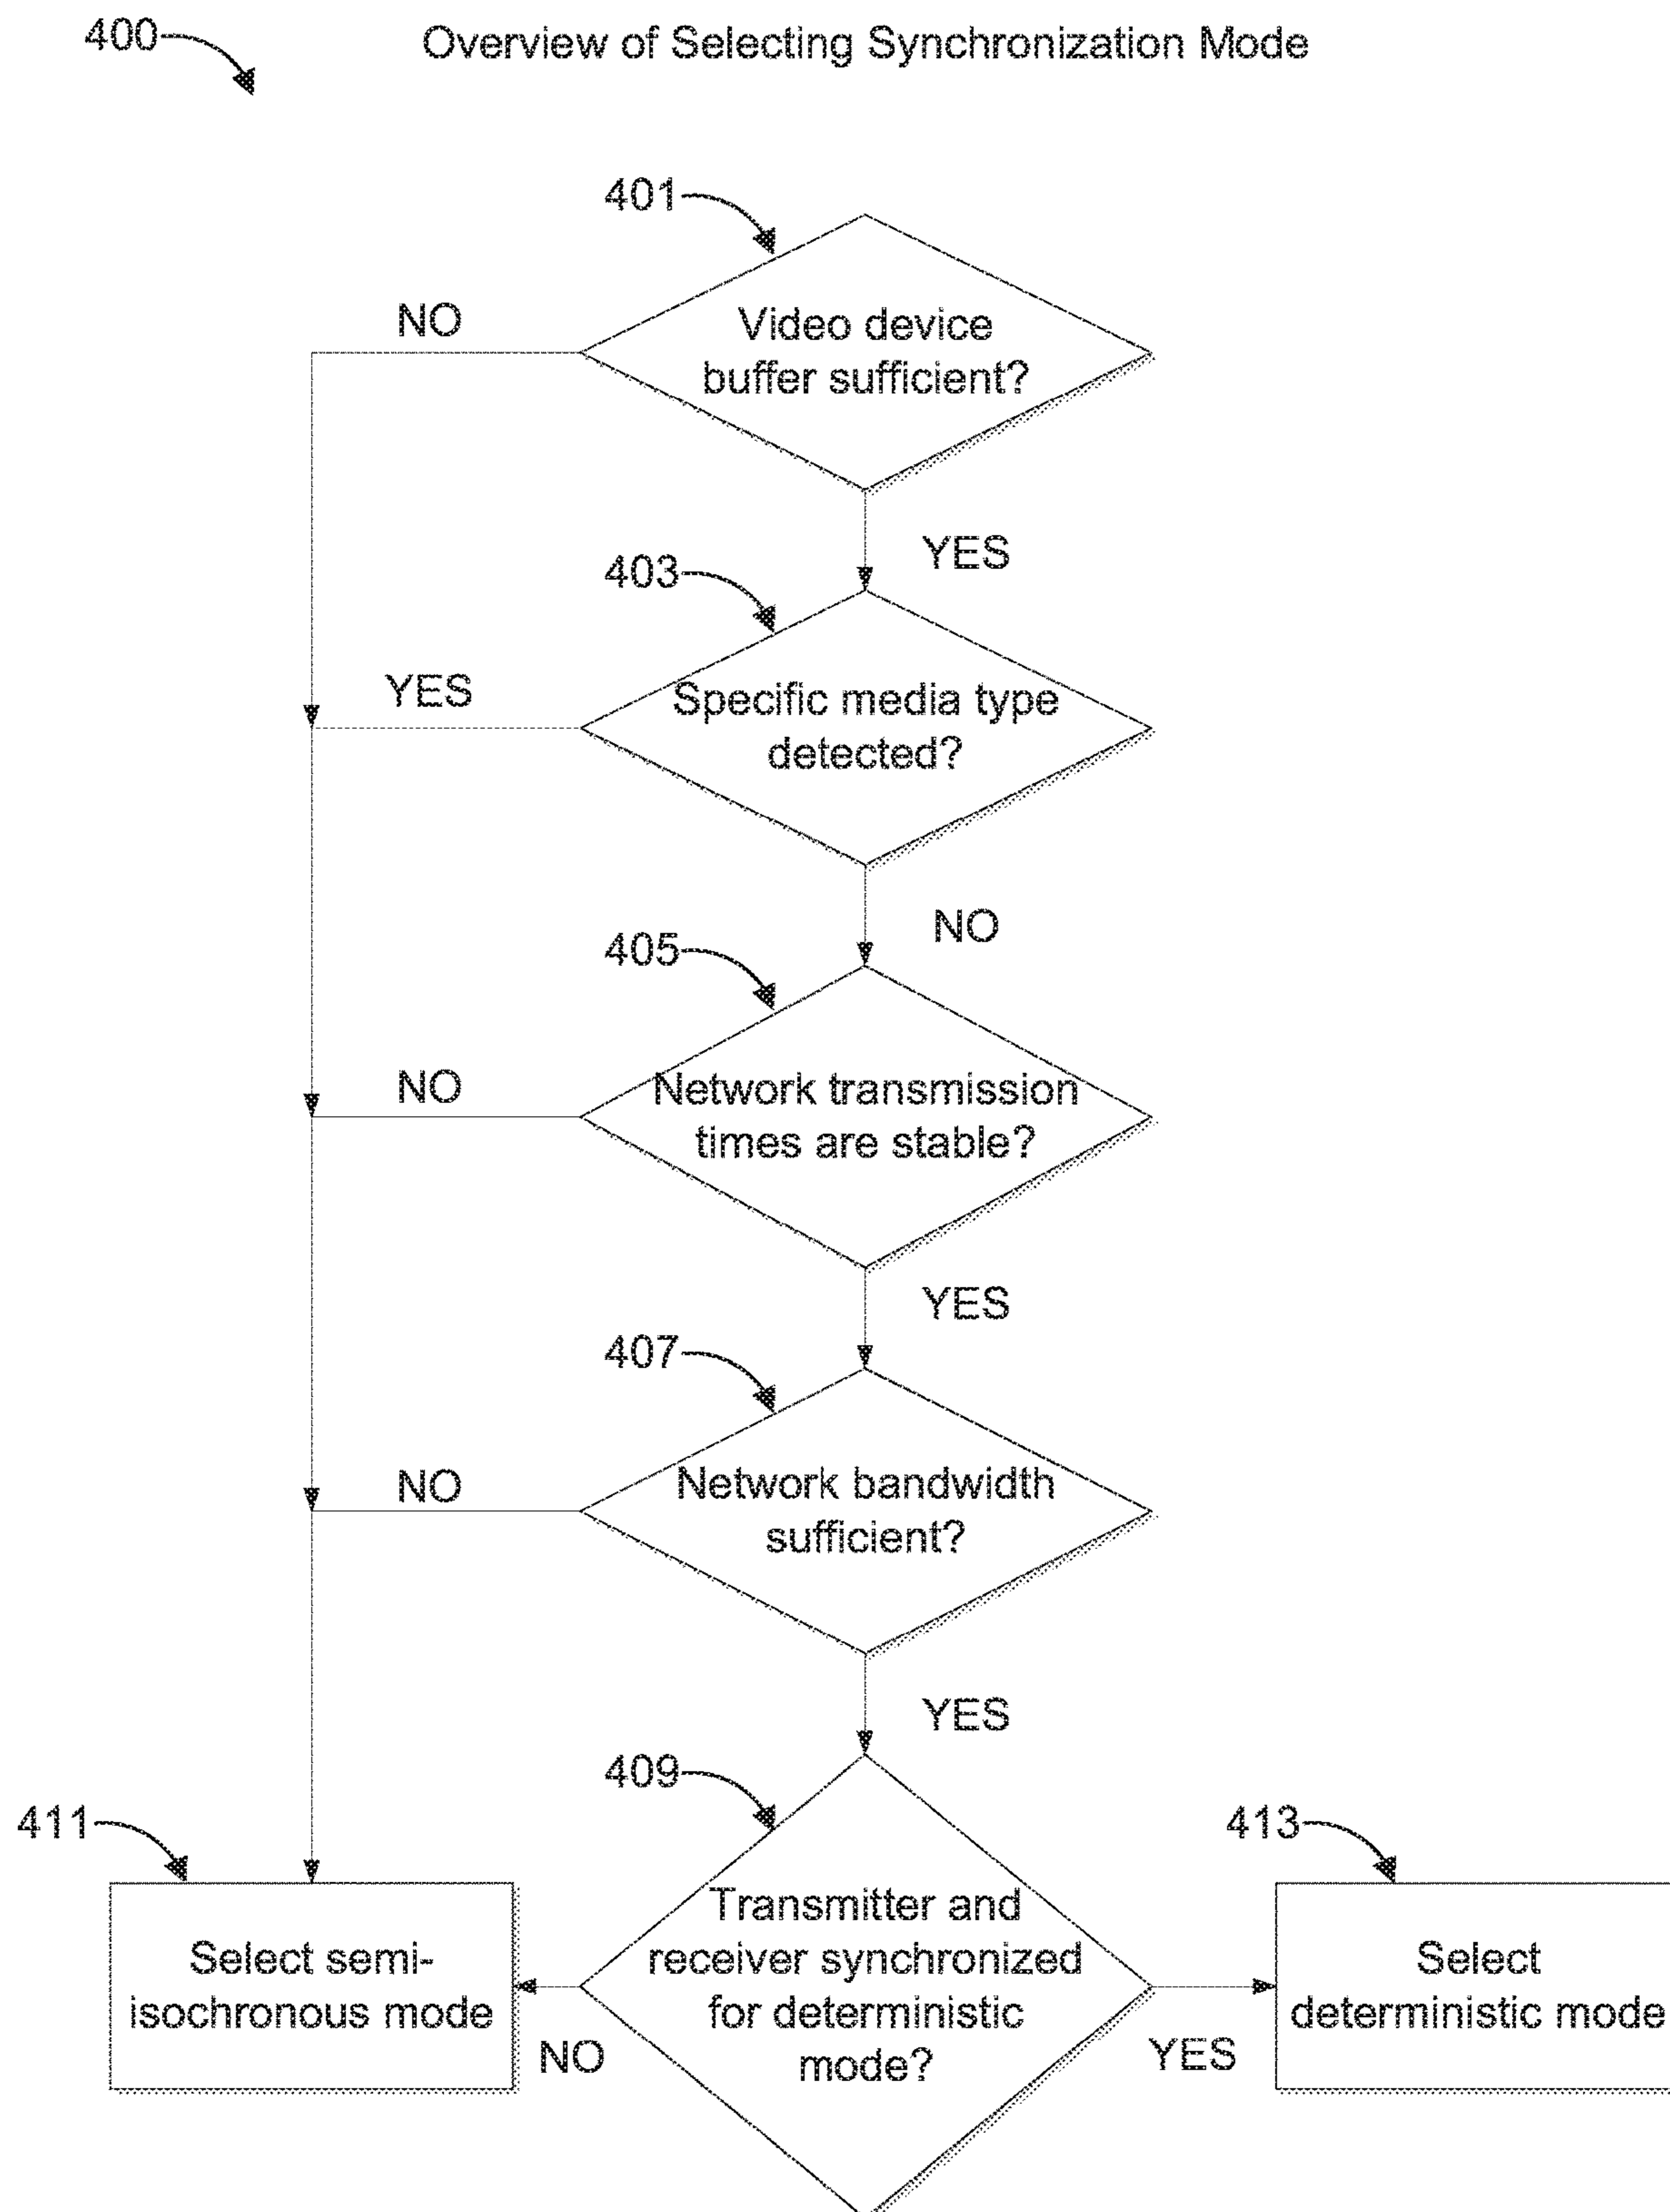 400
Overview of Selecting Synchronization Mode
401
Video device
buffer sufficient?
NO
YES
403
Specific media type
detected?
YES
NO
405
Network transmission
times are stable?
NO
YES
407
Network bandwidth
sufficient?
NO
YES
409
Transmitter and
receiver synchronized
for deterministic
mode?
NO
YES
411
Select semi-
isochronous mode
413
Select
deterministic mode